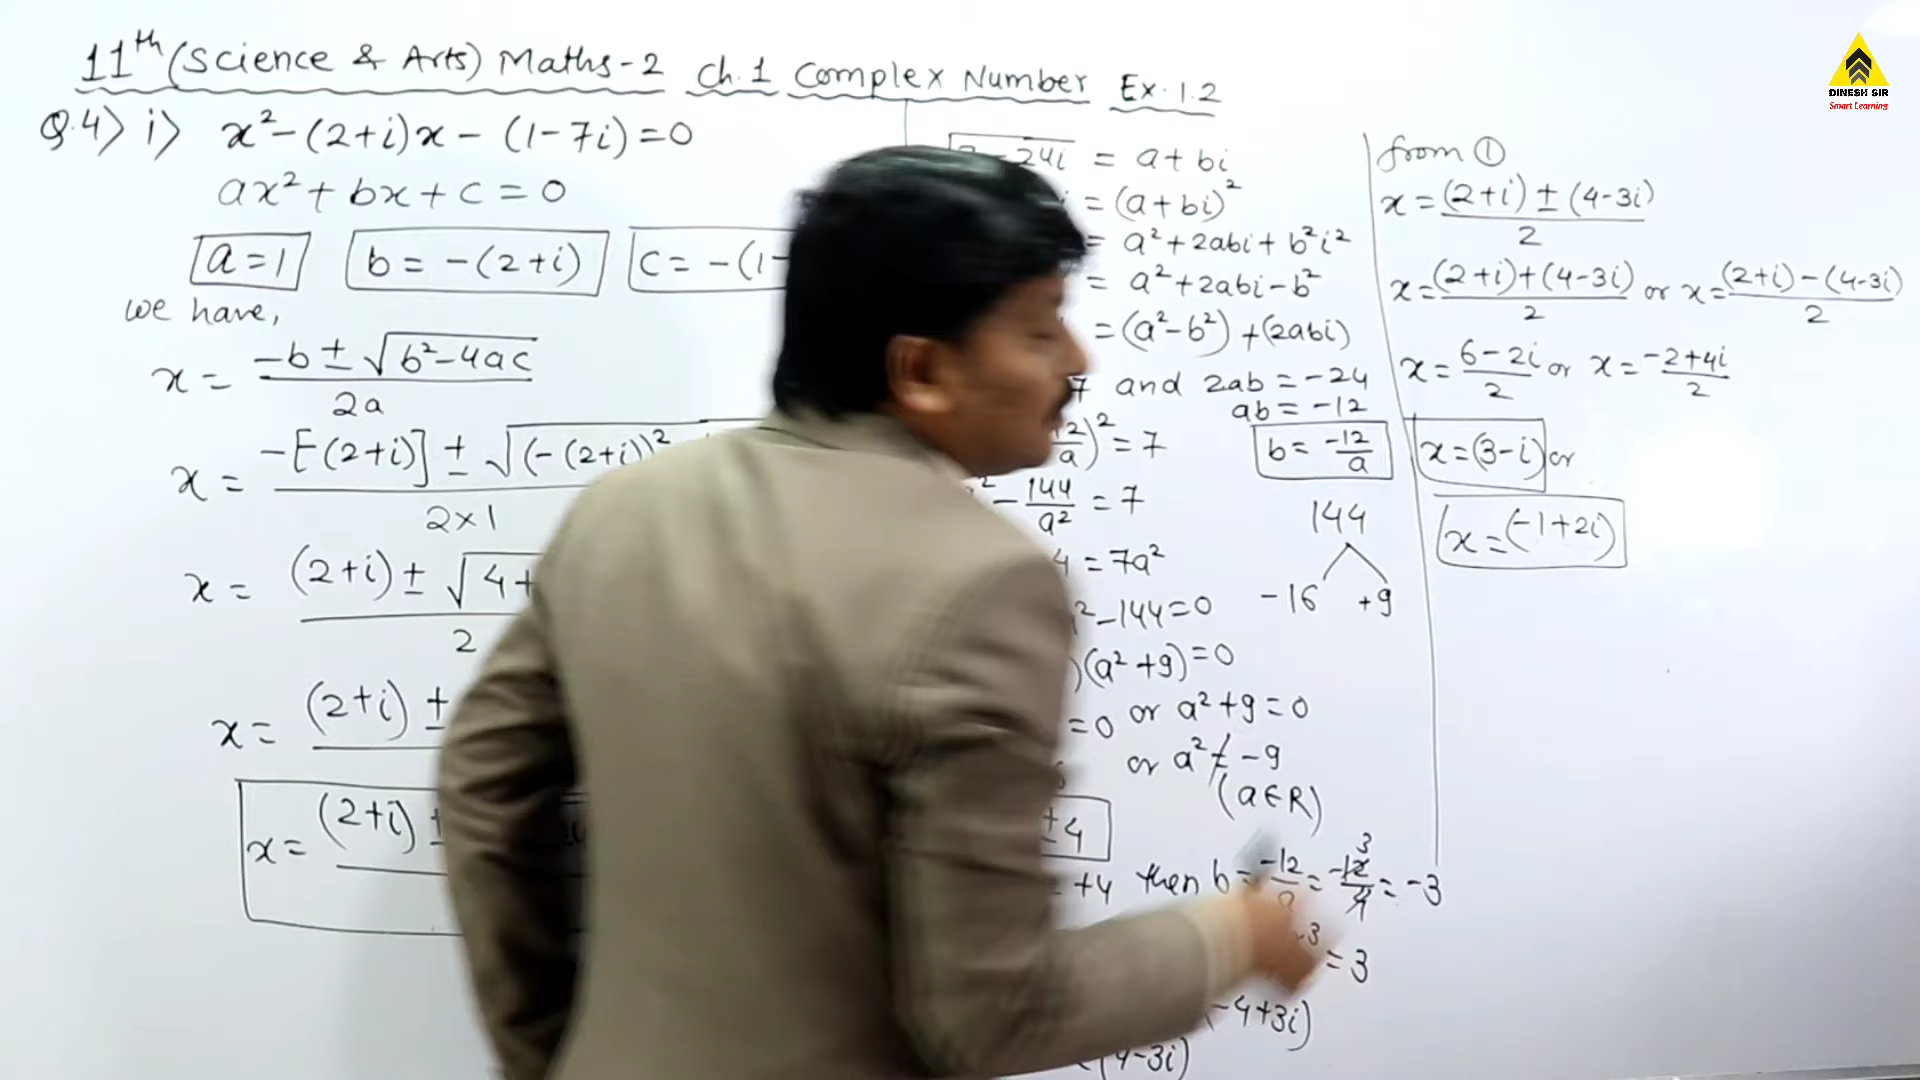 11th (Science & Arts) Maths-2 Ch.1 Complex Number Ex. 1.2
DINESH SIR
Smart Learning
Q.4) i) x² - (2+i)x - (1-7i) = 0
ax² + bx + c = 0
a = 1 b = -(2+i) c = -(1-
we have,
x = -b ± √b²-4ac / 2a
x = -[-(2+i)] ± √(-(2+i))² / 2×1
x = (2+i) ± √4+ / 2
x = (2+i) ±
x = (2+i) ±
-24i = a+bi
= (a+bi)²
= a²+2abi+b²i²
= a²+2abi-b²
= (a²-b²)+(2abi)
7 and 2ab = -24
ab = -12
a)² = 7 b = -12/a
- 144/a² = 7
144
4 = 7a²
-16 +9
² -144 = 0
)(a²+9) = 0
= 0 or a²+9 = 0
or a² ≠ -9
(a∈R)
±4
+4 then b = -12/a = -12/4 = -3
3
3
= 3
-4+3i)
(4-3i)
from ①
x = (2+i) ± (4-3i) / 2
x = (2+i)+(4-3i) / 2 or x = (2+i)-(4-3i) / 2
x = 6-2i / 2 or x = -2+4i / 2
x = (3-i) or
x = (-1+2i)